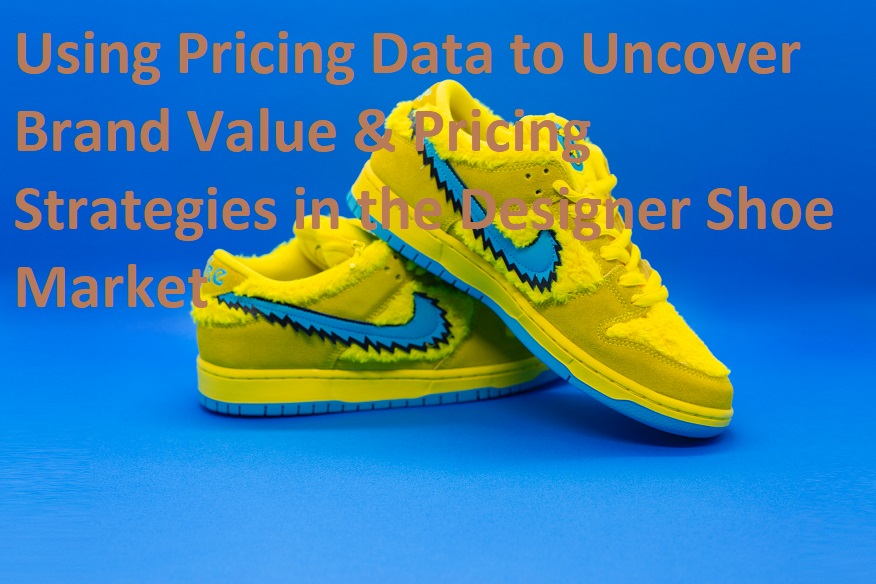 Using Pricing Data to Uncover
Brand Value & Pricing
Strategies in the Designer Shoe
Market